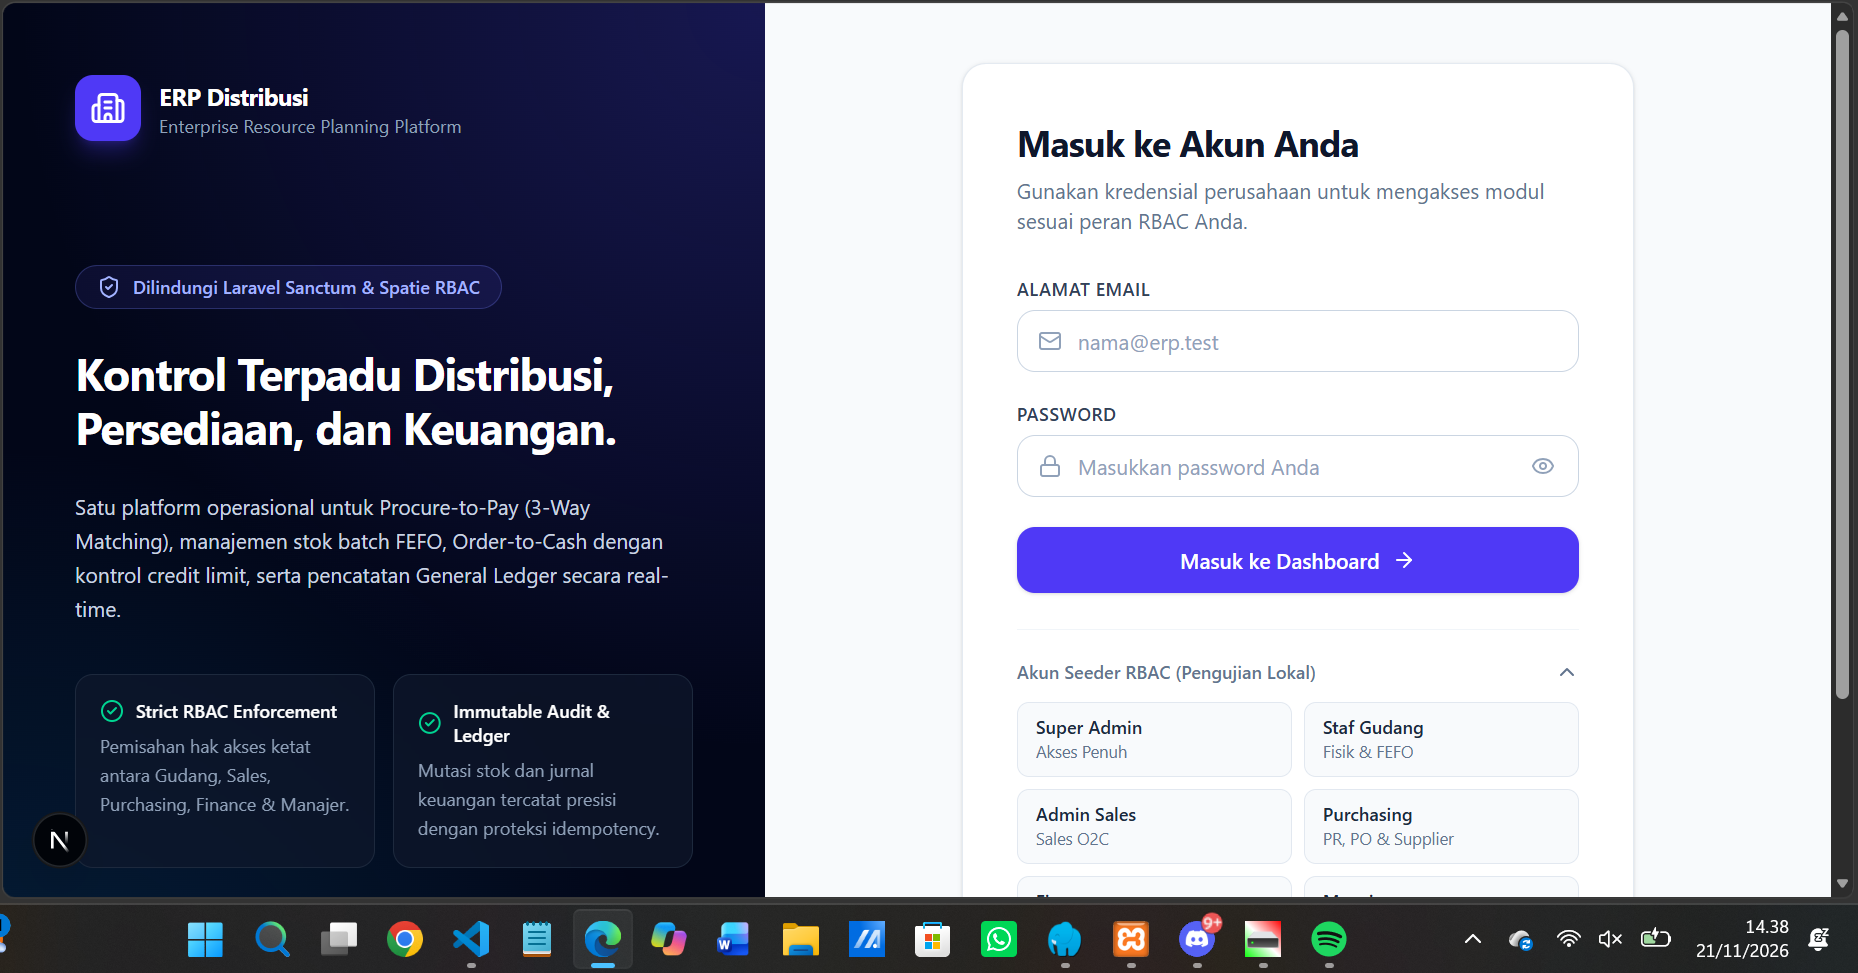 ERP Distribusi
Enterprise Resource Planning Platform
Dilindungi Laravel Sanctum & Spatie RBAC
Kontrol Terpadu Distribusi,
Persediaan, dan Keuangan.
Satu platform operasional untuk Procure-to-Pay (3-Way
Matching), manajemen stok batch FEFO, Order-to-Cash dengan
kontrol credit limit, serta pencatatan General Ledger secara real-
time.
Strict RBAC Enforcement
Pemisahan hak akses ketat
antara Gudang, Sales,
Purchasing, Finance & Manajer.
Immutable Audit &
Ledger
Mutasi stok dan jurnal
keuangan tercatat presisi
dengan proteksi idempotency.
N
Masuk ke Akun Anda
Gunakan kredensial perusahaan untuk mengakses modul
sesuai peran RBAC Anda.
ALAMAT EMAIL
nama@erp.test
PASSWORD
Masukkan password Anda
Masuk ke Dashboard
Akun Seeder RBAC (Pengujian Lokal)
Super Admin
Akses Penuh
Staf Gudang
Fisik & FEFO
Admin Sales
Sales O2C
Purchasing
PR, PO & Supplier
W
9+
14.38
21/11/2026